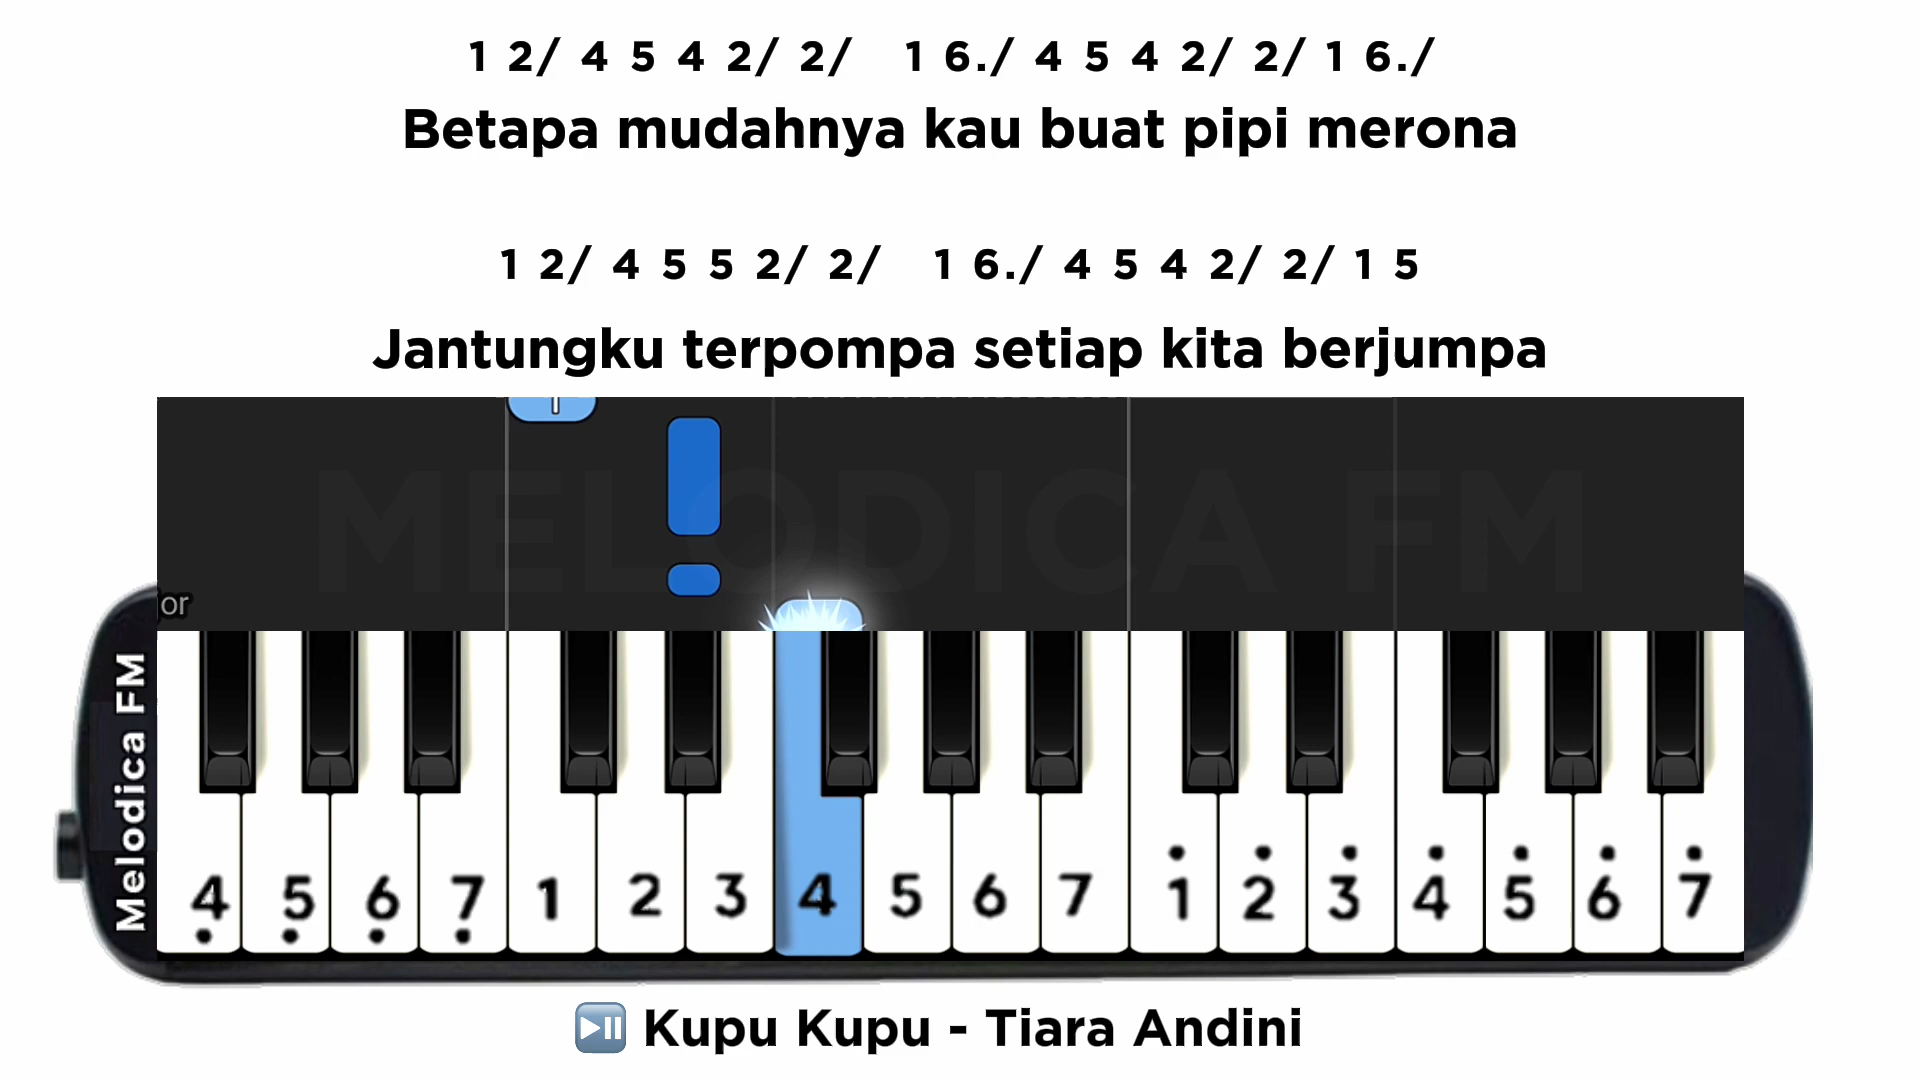 1 2/ 4 5 4 2/ 2/ 1 6./ 4 5 4 2/ 2/ 1 6./
Betapa mudahnya kau buat pipi merona
1 2/ 4 5 5 2/ 2/ 1 6./ 4 5 4 2/ 2/ 1 5
Jantungku terpompa setiap kita berjumpa
MELODICA FM
or
Melodica FM
4 5 6 7 1 2 3 4 5 6 7 1 2 3 4 5 6 7
Kupu Kupu - Tiara Andini